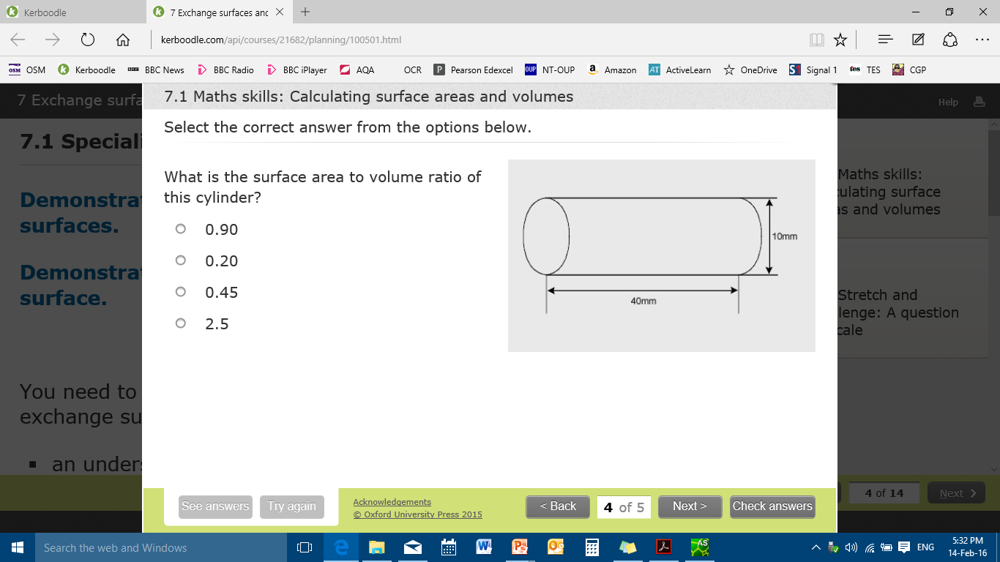 Kerboodle
7 Exchange surfaces and
kerboodle.com/api/courses/21682/planning/100501.html
OSM OSM Kerboodle BBC BBC News BBC Radio BBC iPlayer AQA OCR P Pearson Edexcel OUP NT-OUP a Amazon AT ActiveLearn OneDrive S1 Signal 1 tes TES CGP
7 Exchange surfa
Help
7.1 Maths skills: Calculating surface areas and volumes
Select the correct answer from the options below.
7.1 Speciali
Demonstra
surfaces.
Demonstra
surface.
You need to
exchange su
an unders
What is the surface area to volume ratio of
this cylinder?
0.90
0.20
0.45
2.5
10mm
40mm
Maths skills:
culating surface
as and volumes
Stretch and
lenge: A question
cale
See answers Try again
Acknowledgements
© Oxford University Press 2015
< Back 4 of 5 Next > Check answers
4 of 14 Next >
Search the web and Windows
ENG
5:32 PM
14-Feb-16